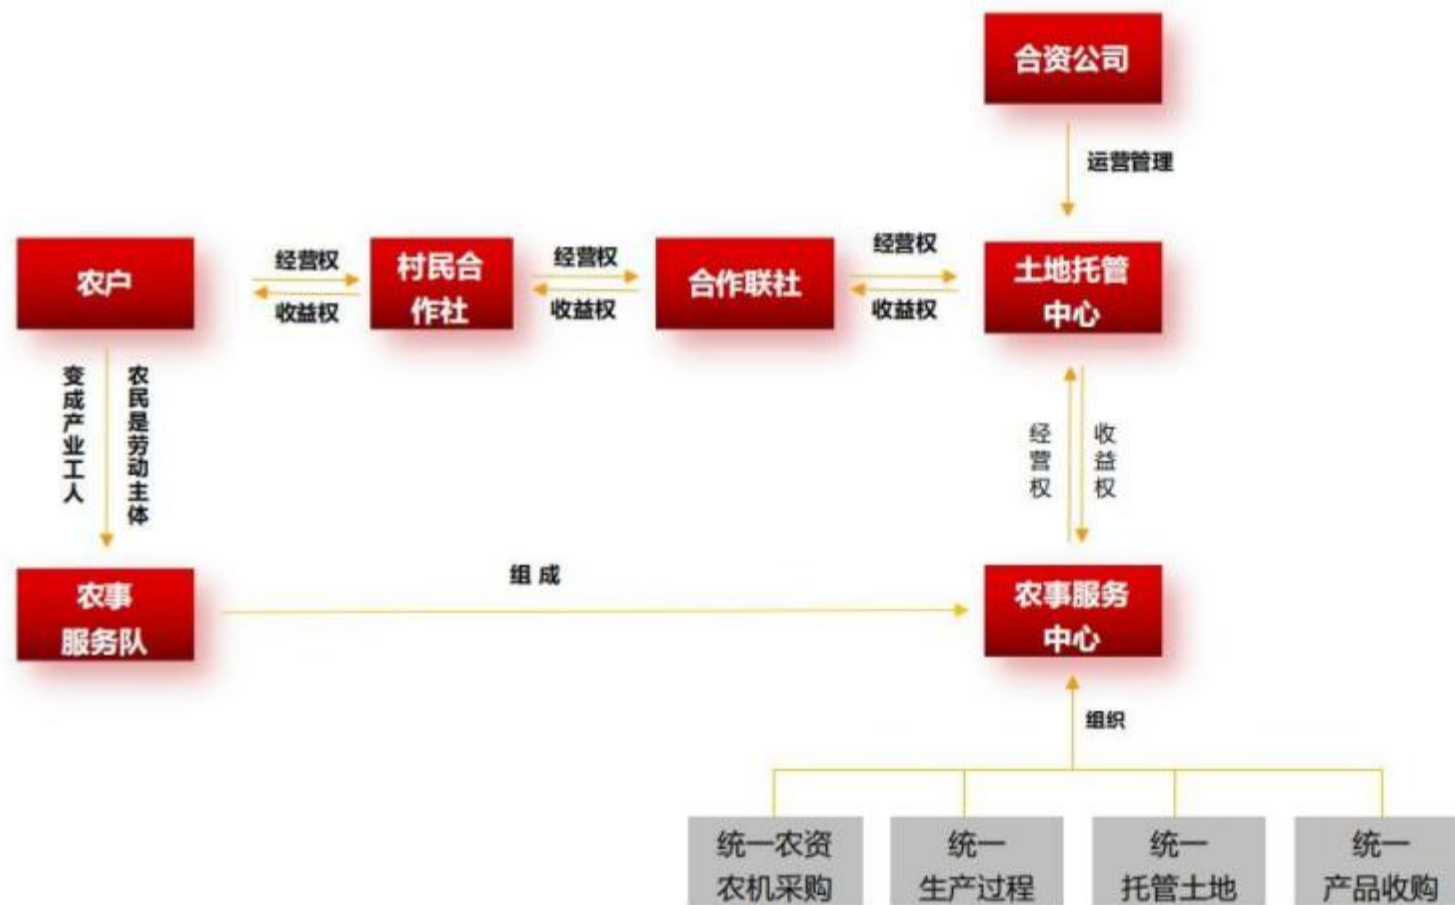 合资公司
运营管理
农户
经营权
收益权
村民合
作社
经营权
收益权
合作联社
经营权
收益权
土地托管
中心
变成产业工人
农民是劳动主体
经营权
收益权
农事
服务队
组 成
农事服务
中心
组织
统一农资
农机采购
统一
生产过程
统一
托管土地
统一
产品收购